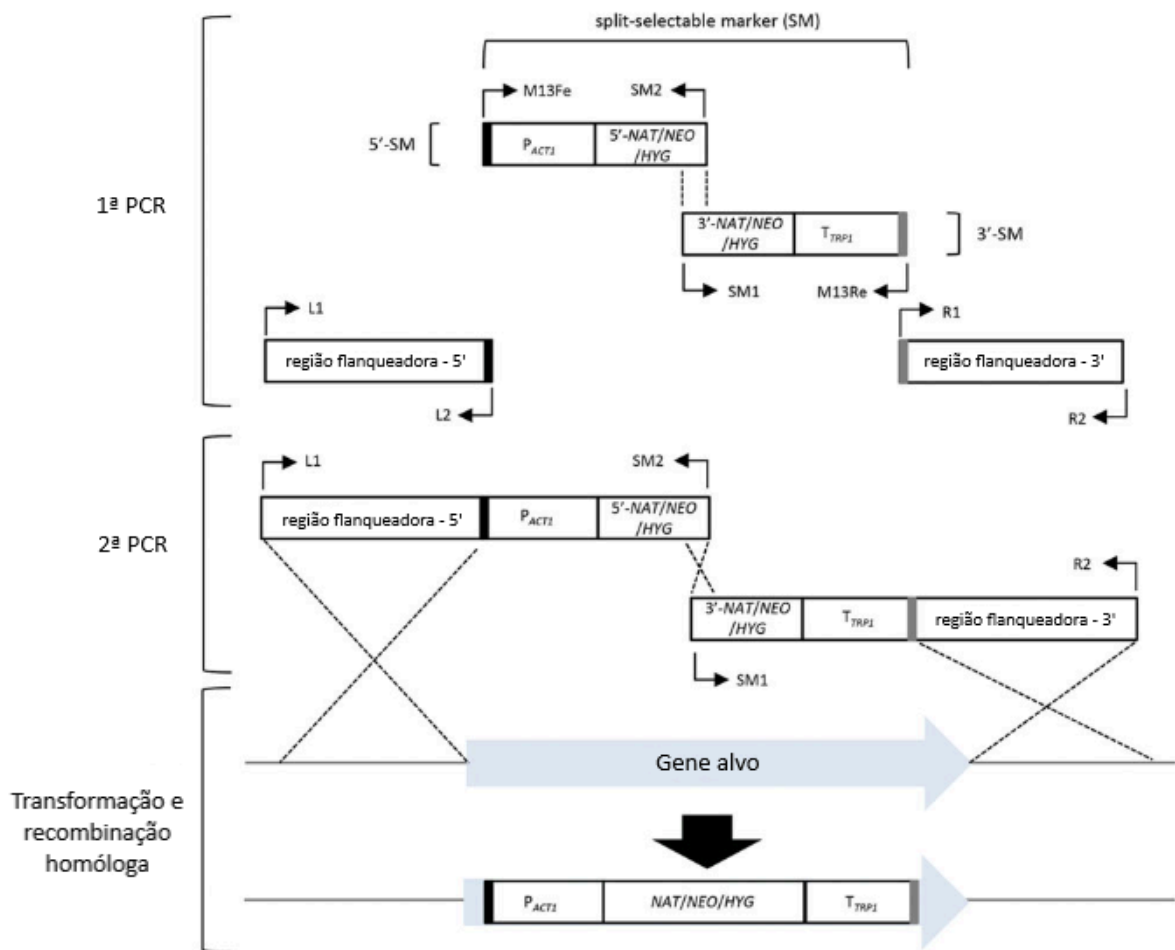 split-selectable marker (SM)
M13Fe
SM2
5'-SM
P_ACT1
5'-NAT/NEO
/HYG
1ª PCR
3'-NAT/NEO
/HYG
T_TRP1
3'-SM
SM1
M13Re
L1
R1
região flanqueadora - 5'
região flanqueadora - 3'
L2
R2
L1
SM2
região flanqueadora - 5'
P_ACT1
5'-NAT/NEO
/HYG
2ª PCR
R2
3'-NAT/NEO
/HYG
T_TRP1
região flanqueadora - 3'
SM1
Gene alvo
Transformação e
recombinação
homóloga
P_ACT1
NAT/NEO/HYG
T_TRP1